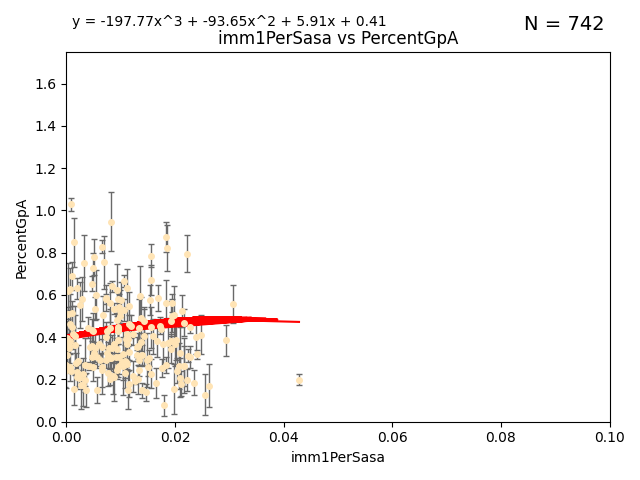 y = -197.77x^3 + -93.65x^2 + 5.91x + 0.41
N = 742
imm1PerSasa vs PercentGpA
1.6
1.4
1.2
1.0
0.8
0.6
0.4
0.2
0.0
PercentGpA
0.00 0.02 0.04 0.06 0.08 0.10
imm1PerSasa